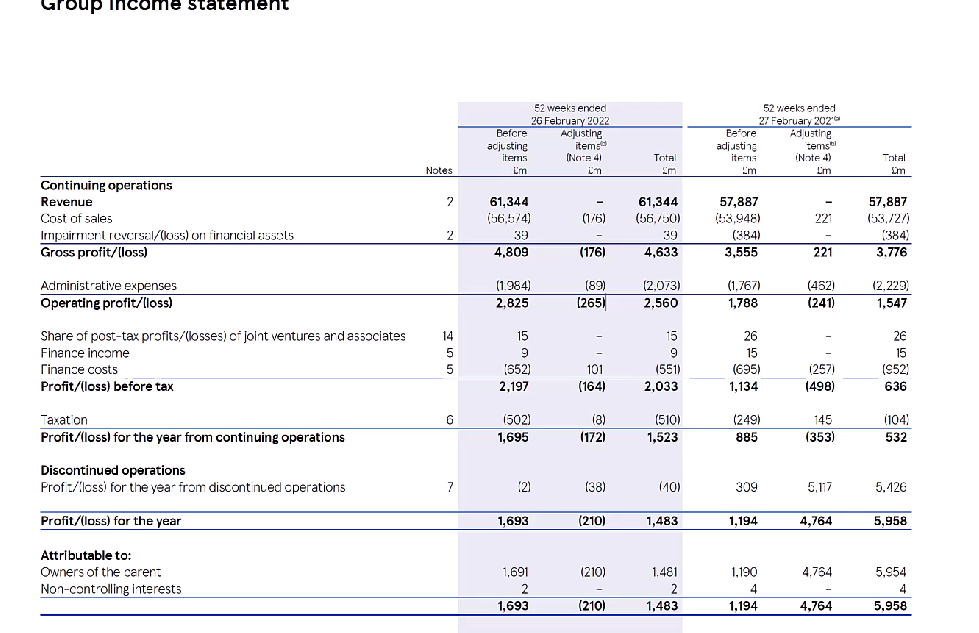 Group income statement
52 weeks ended 52 weeks ended
26 February 2022 27 February 2021(a)
Before Adjusting Before Adjusting
adjusting items(b) adjusting items(b)
items (Note 4) Total items (Note 4) Total
Notes £m £m £m £m £m £m
Continuing operations
Revenue 2 61,344 – 61,344 57,887 – 57,887
Cost of sales (56,574) (176) (56,750) (53,948) 221 (53,727)
Impairment reversal/(loss) on financial assets 2 39 – 39 (384) – (384)
Gross profit/(loss) 4,809 (176) 4,633 3,555 221 3,776
Administrative expenses (1,984) (89) (2,073) (1,767) (462) (2,229)
Operating profit/(loss) 2,825 (265) 2,560 1,788 (241) 1,547
Share of post-tax profits/(losses) of joint ventures and associates 14 15 – 15 26 – 26
Finance income 5 9 – 9 15 – 15
Finance costs 5 (652) 101 (551) (695) (257) (952)
Profit/(loss) before tax 2,197 (164) 2,033 1,134 (498) 636
Taxation 6 (502) (8) (510) (249) 145 (104)
Profit/(loss) for the year from continuing operations 1,695 (172) 1,523 885 (353) 532
Discontinued operations
Profit/(loss) for the year from discontinued operations 7 (2) (38) (40) 309 5,117 5,426
Profit/(loss) for the year 1,693 (210) 1,483 1,194 4,764 5,958
Attributable to:
Owners of the parent 1,691 (210) 1,481 1,190 4,764 5,954
Non-controlling interests 2 – 2 4 – 4
1,693 (210) 1,483 1,194 4,764 5,958